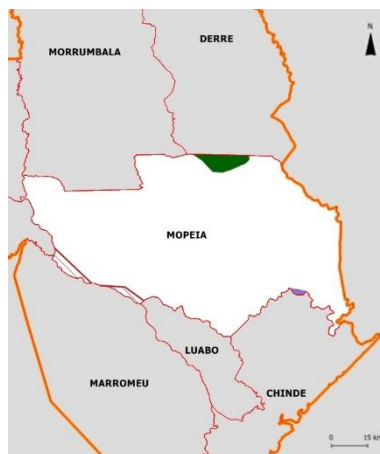 DERRE
N
MORRUMBALA
MOPEIA
LUABO
MARROMEU
CHINDE
0 15 km